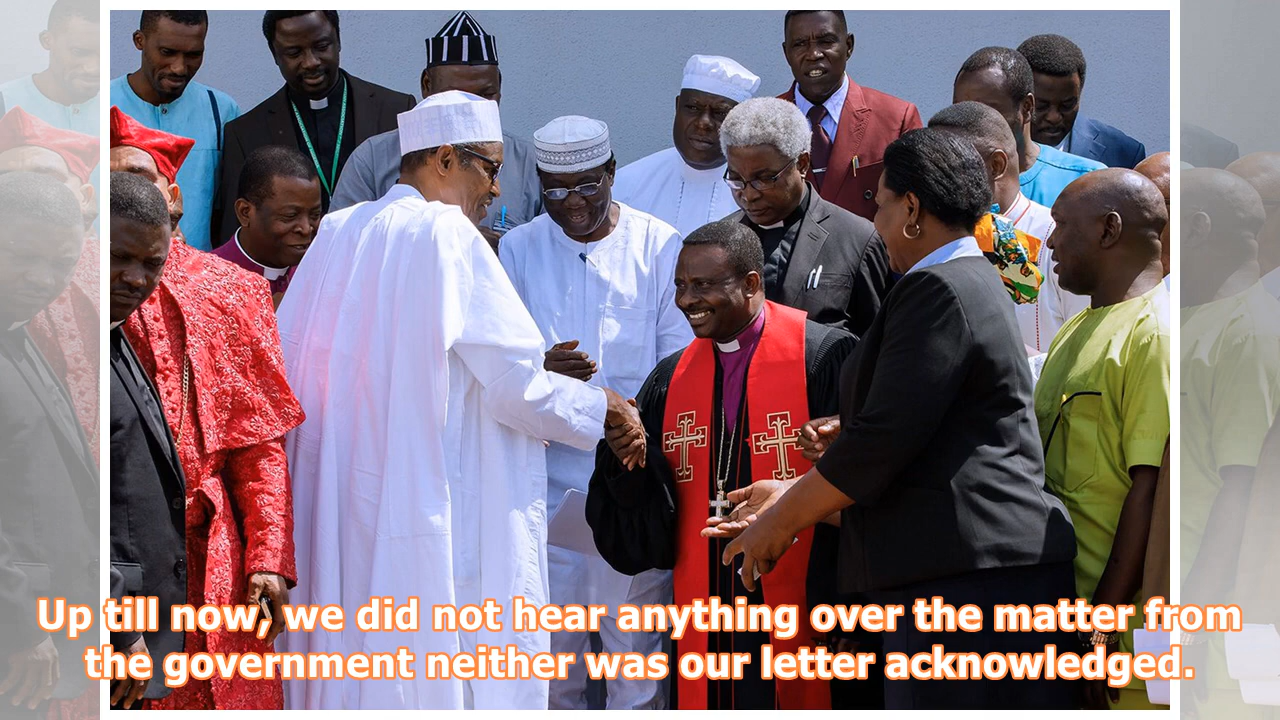 Up till now, we did not hear anything over the matter from
the government neither was our letter acknowledged.